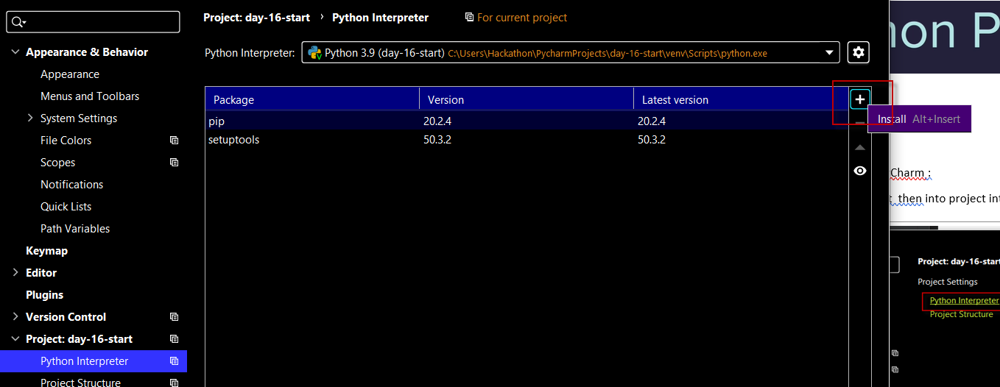 Project: day-16-start › Python Interpreter For current project
Python Interpreter: Python 3.9 (day-16-start) C:\Users\Hackathon\PycharmProjects\day-16-start\venv\Scripts\python.exe
Appearance & Behavior
Appearance
Menus and Toolbars
System Settings
File Colors
Scopes
Notifications
Quick Lists
Path Variables
Keymap
Editor
Plugins
Version Control
Project: day-16-start
Python Interpreter
Project Structure
Package Version Latest version
pip 20.2.4 20.2.4
setuptools 50.3.2 50.3.2
Install Alt+Insert
Charm :
then into project
Project: day-16-start
Project Settings
Python Interpreter
Project Structure